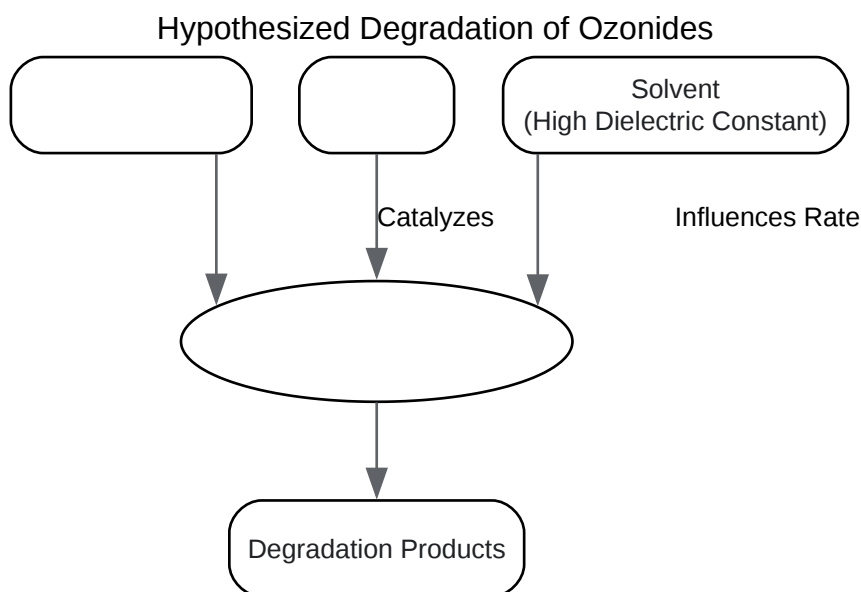 Hypothesized Degradation of Ozonides
Solvent
(High Dielectric Constant)
Catalyzes
Influences Rate
Degradation Products